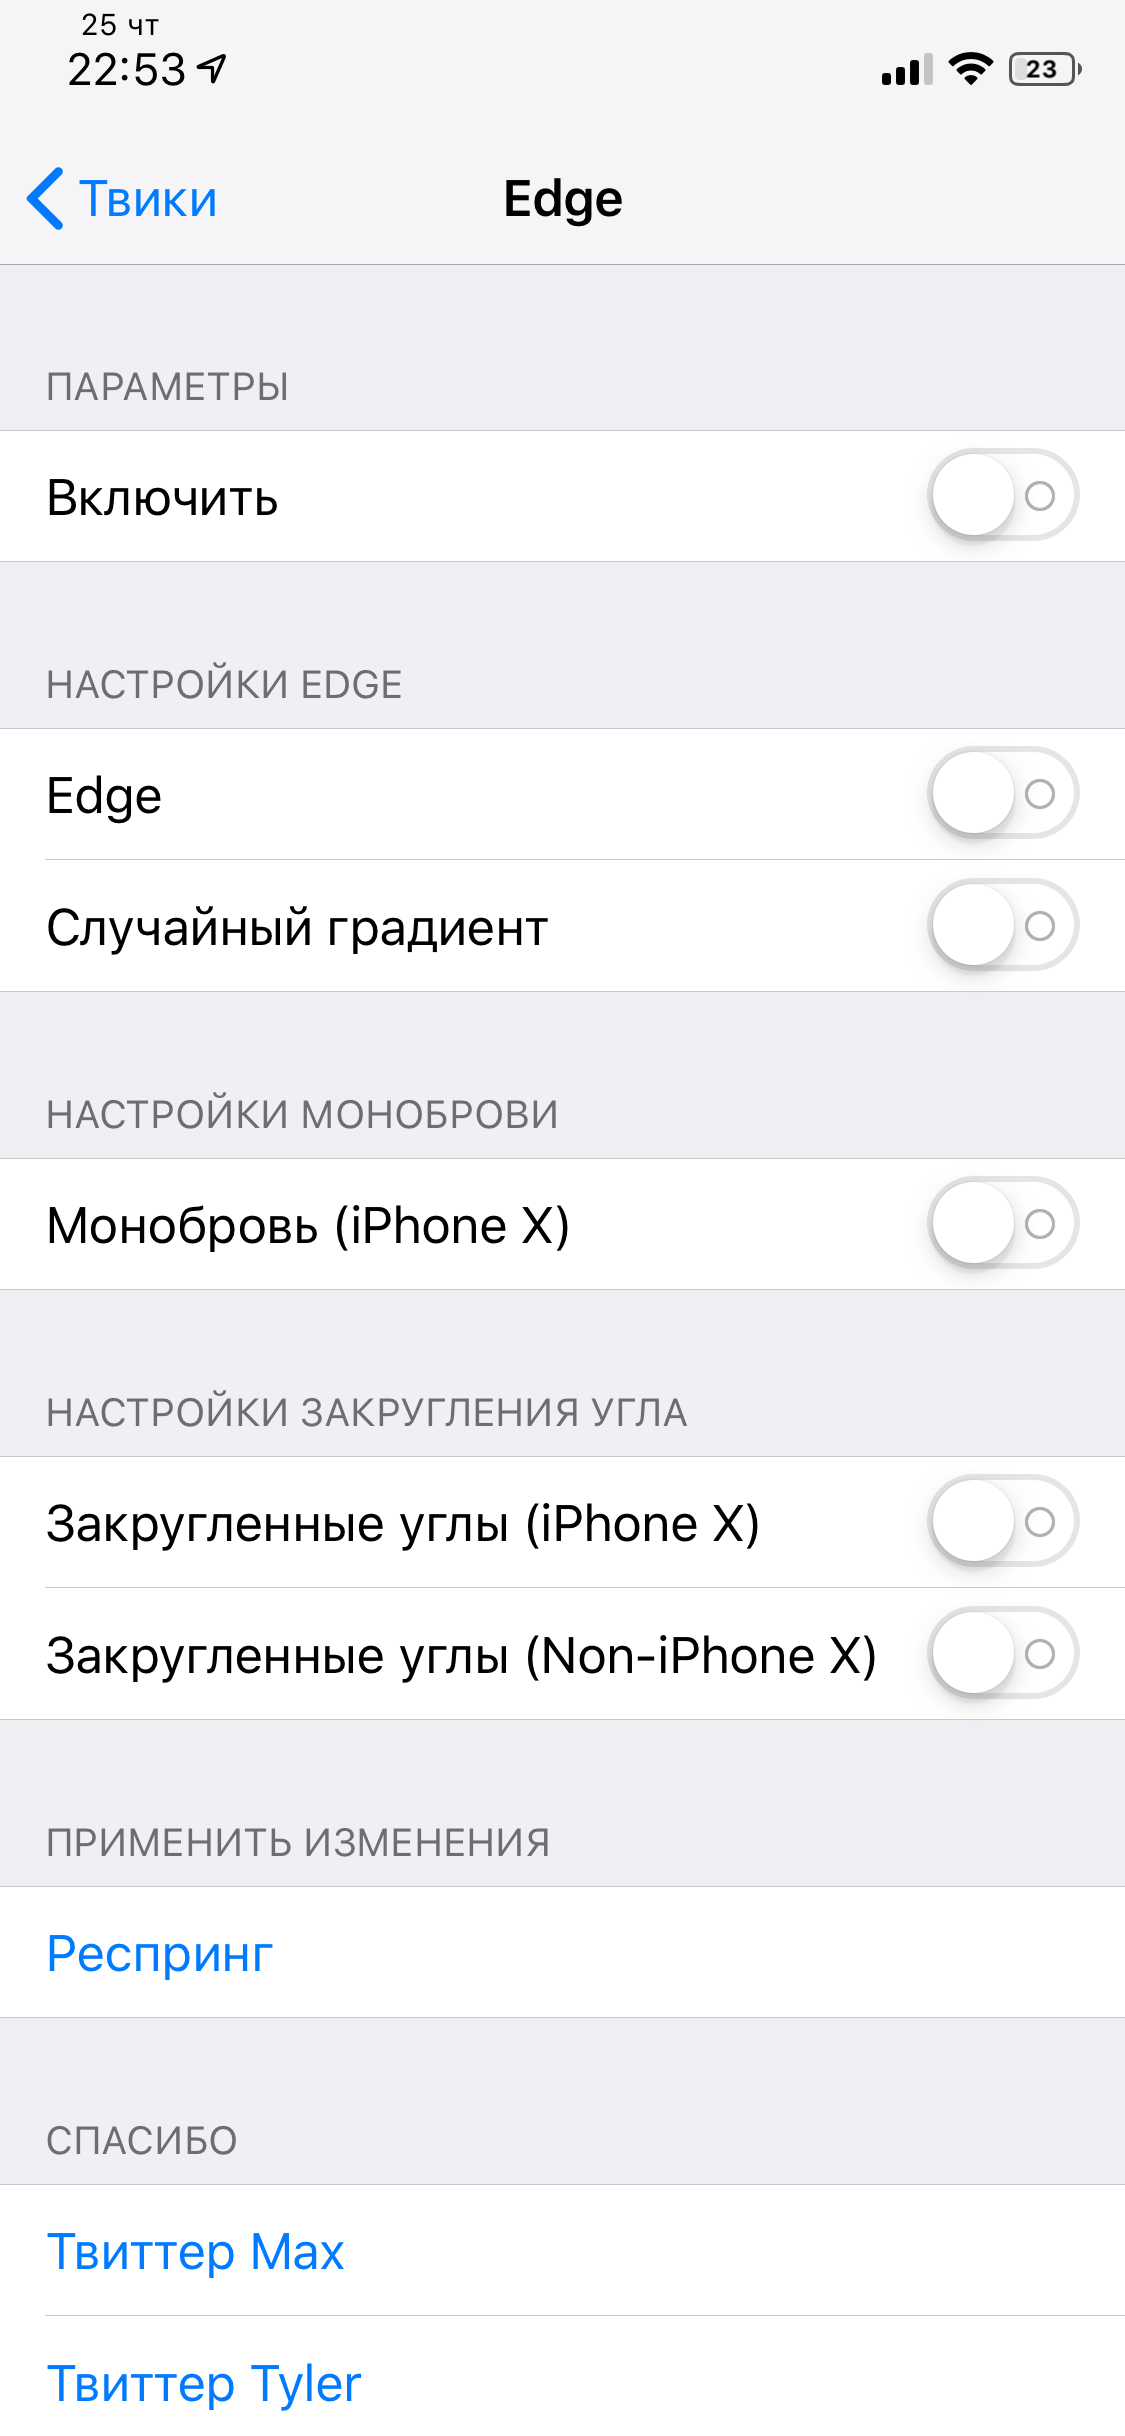 25 чт
22:53
23
Твики
Edge
ПАРАМЕТРЫ
Включить
НАСТРОЙКИ EDGE
Edge
Случайный градиент
НАСТРОЙКИ МОНОБРОВИ
Монобровь (iPhone X)
НАСТРОЙКИ ЗАКРУГЛЕНИЯ УГЛА
Закругленные углы (iPhone X)
Закругленные углы (Non-iPhone X)
ПРИМЕНИТЬ ИЗМЕНЕНИЯ
Респринг
СПАСИБО
Твиттер Max
Твиттер Tyler